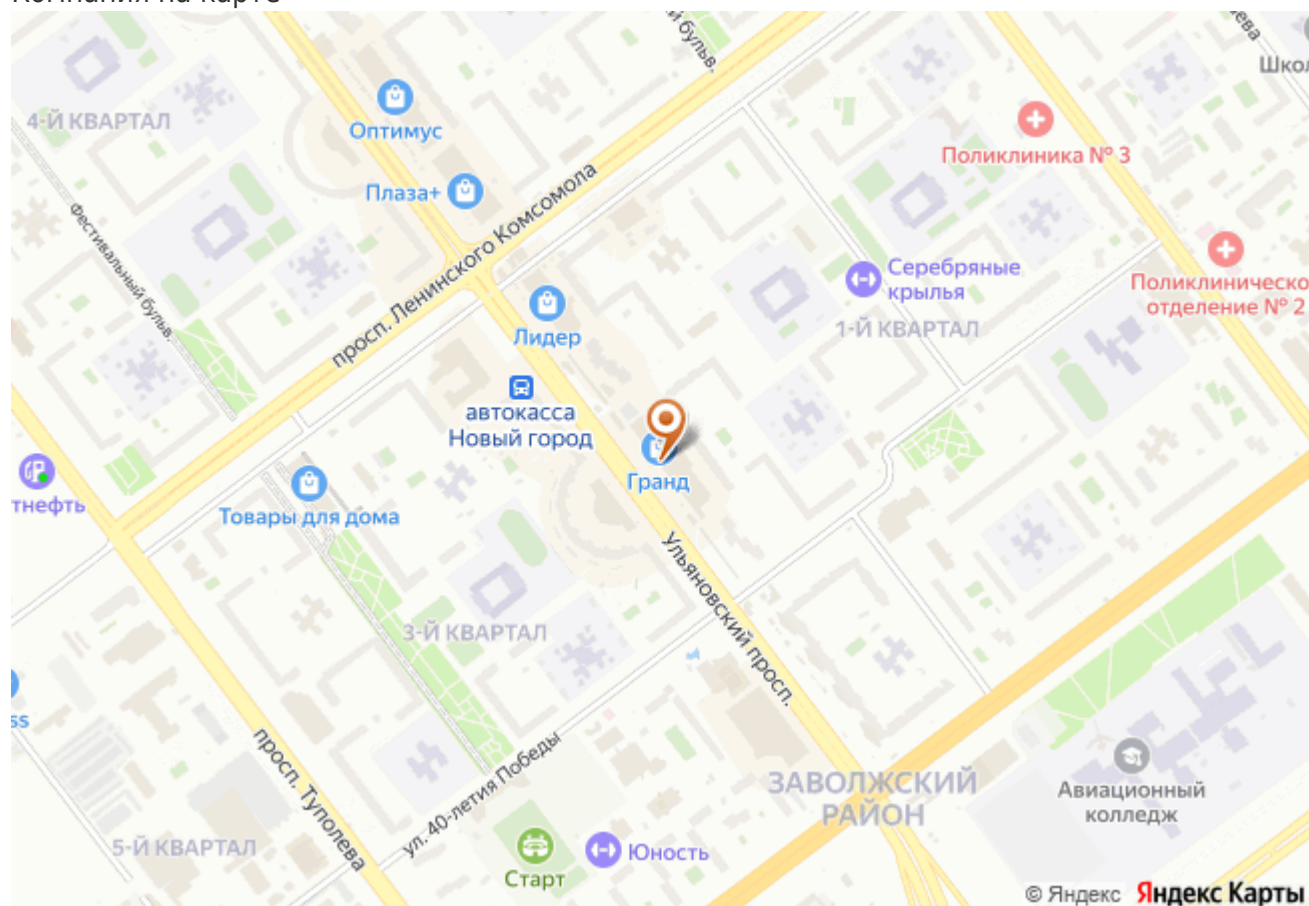 4-Й КВАРТАЛ
Оптимус
Плаза+
Фестивальный бульв.
просп. Ленинского Комсомола
Поликлиника № 3
Поликлиническо
отделение № 2
Серебряные
крылья
1-Й КВАРТАЛ
Лидер
автокасса
Новый город
Гранд
тнефть
Товары для дома
Ульяновский просп.
3-Й КВАРТАЛ
ss
просп. Туполева
ул. 40-летия Победы
ЗАВОЛЖСКИЙ
РАЙОН
Авиационный
колледж
5-Й КВАРТАЛ
Юность
Старт
© Яндекс Яндекс Карты